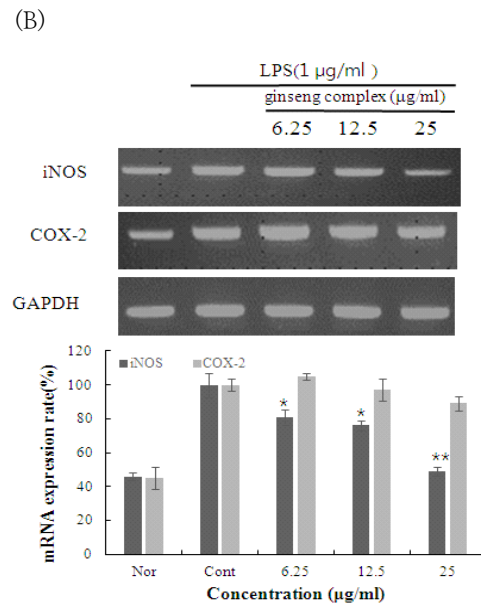 (B)
LPS(1 μg/ml )
ginseng complex (μg/ml)
6.25 12.5 25
iNOS
COX-2
GAPDH
120
100
80
60
40
20
0
mRNA expression rate(%)
iNOS COX-2
* * **
Nor Cont 6.25 12.5 25
Concentration (μg/ml)